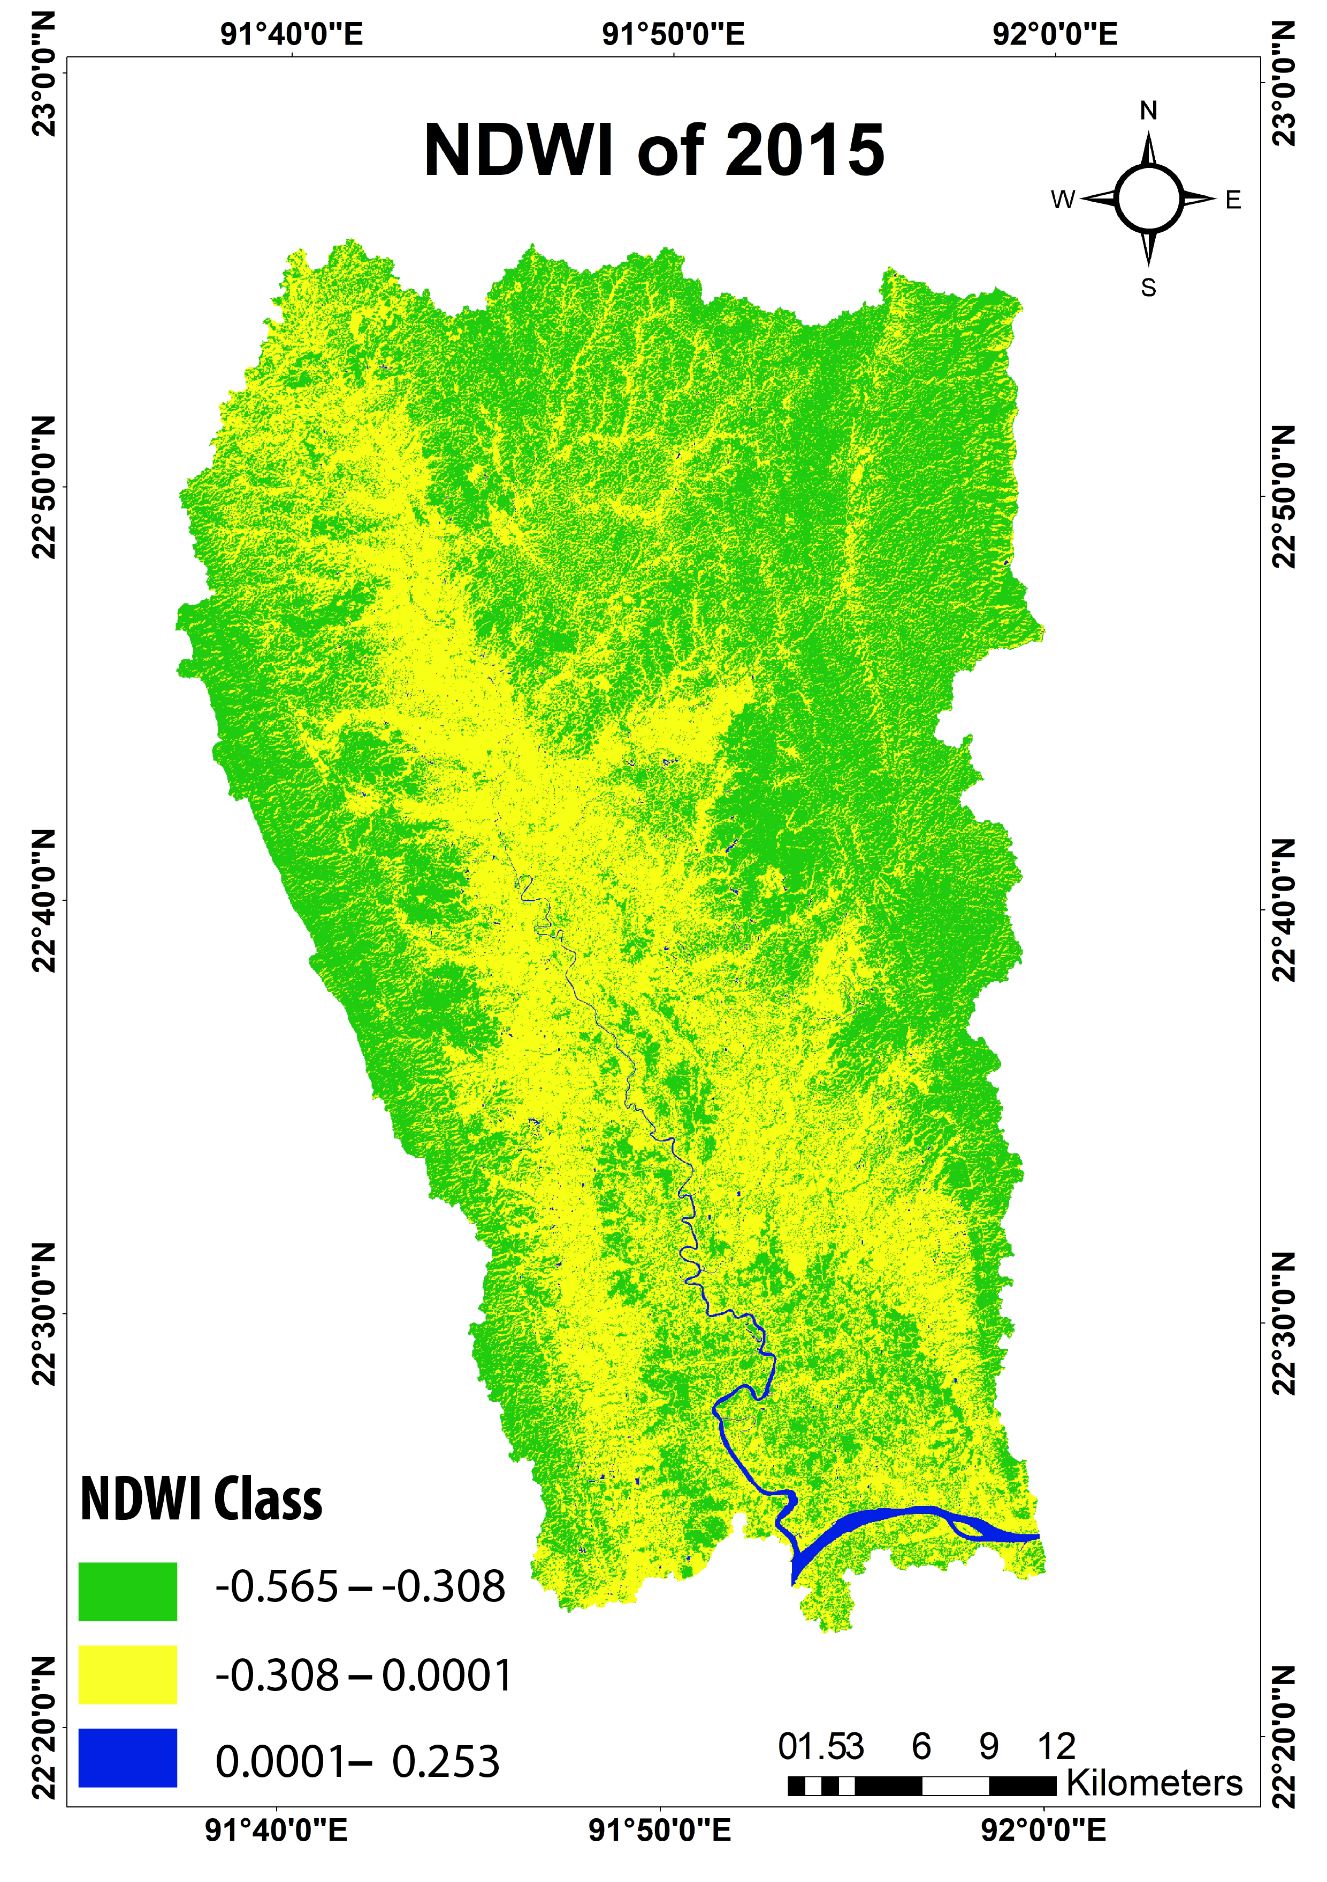 91°40'0"E 91°50'0"E 92°0'0"E
NDWI of 2015
N
W E
S
23°0'0"N 23°0'0"N
22°50'0"N 22°50'0"N
22°40'0"N 22°40'0"N
22°30'0"N 22°30'0"N
22°20'0"N 22°20'0"N
NDWI Class
-0.565 – -0.308
-0.308 – 0.0001
0.0001 – 0.253
01.53 6 9 12
Kilometers
91°40'0"E 91°50'0"E 92°0'0"E